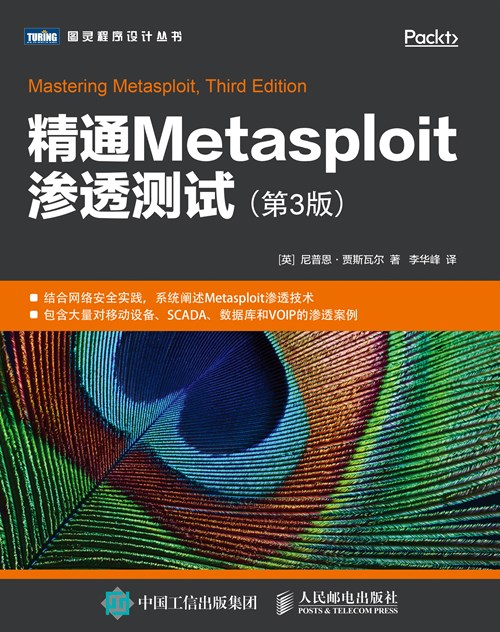 TURING 图灵程序设计丛书
Packt>
Mastering Metasploit, Third Edition
精通Metasploit
渗透测试（第3版）
[英] 尼普恩·贾斯瓦尔 著 李华峰 译
■ 结合网络安全实践，系统阐述Metasploit渗透技术
■ 包含大量对移动设备、SCADA、数据库和VOIP的渗透案例
中国工信出版集团
人民邮电出版社
POSTS & TELECOM PRESS